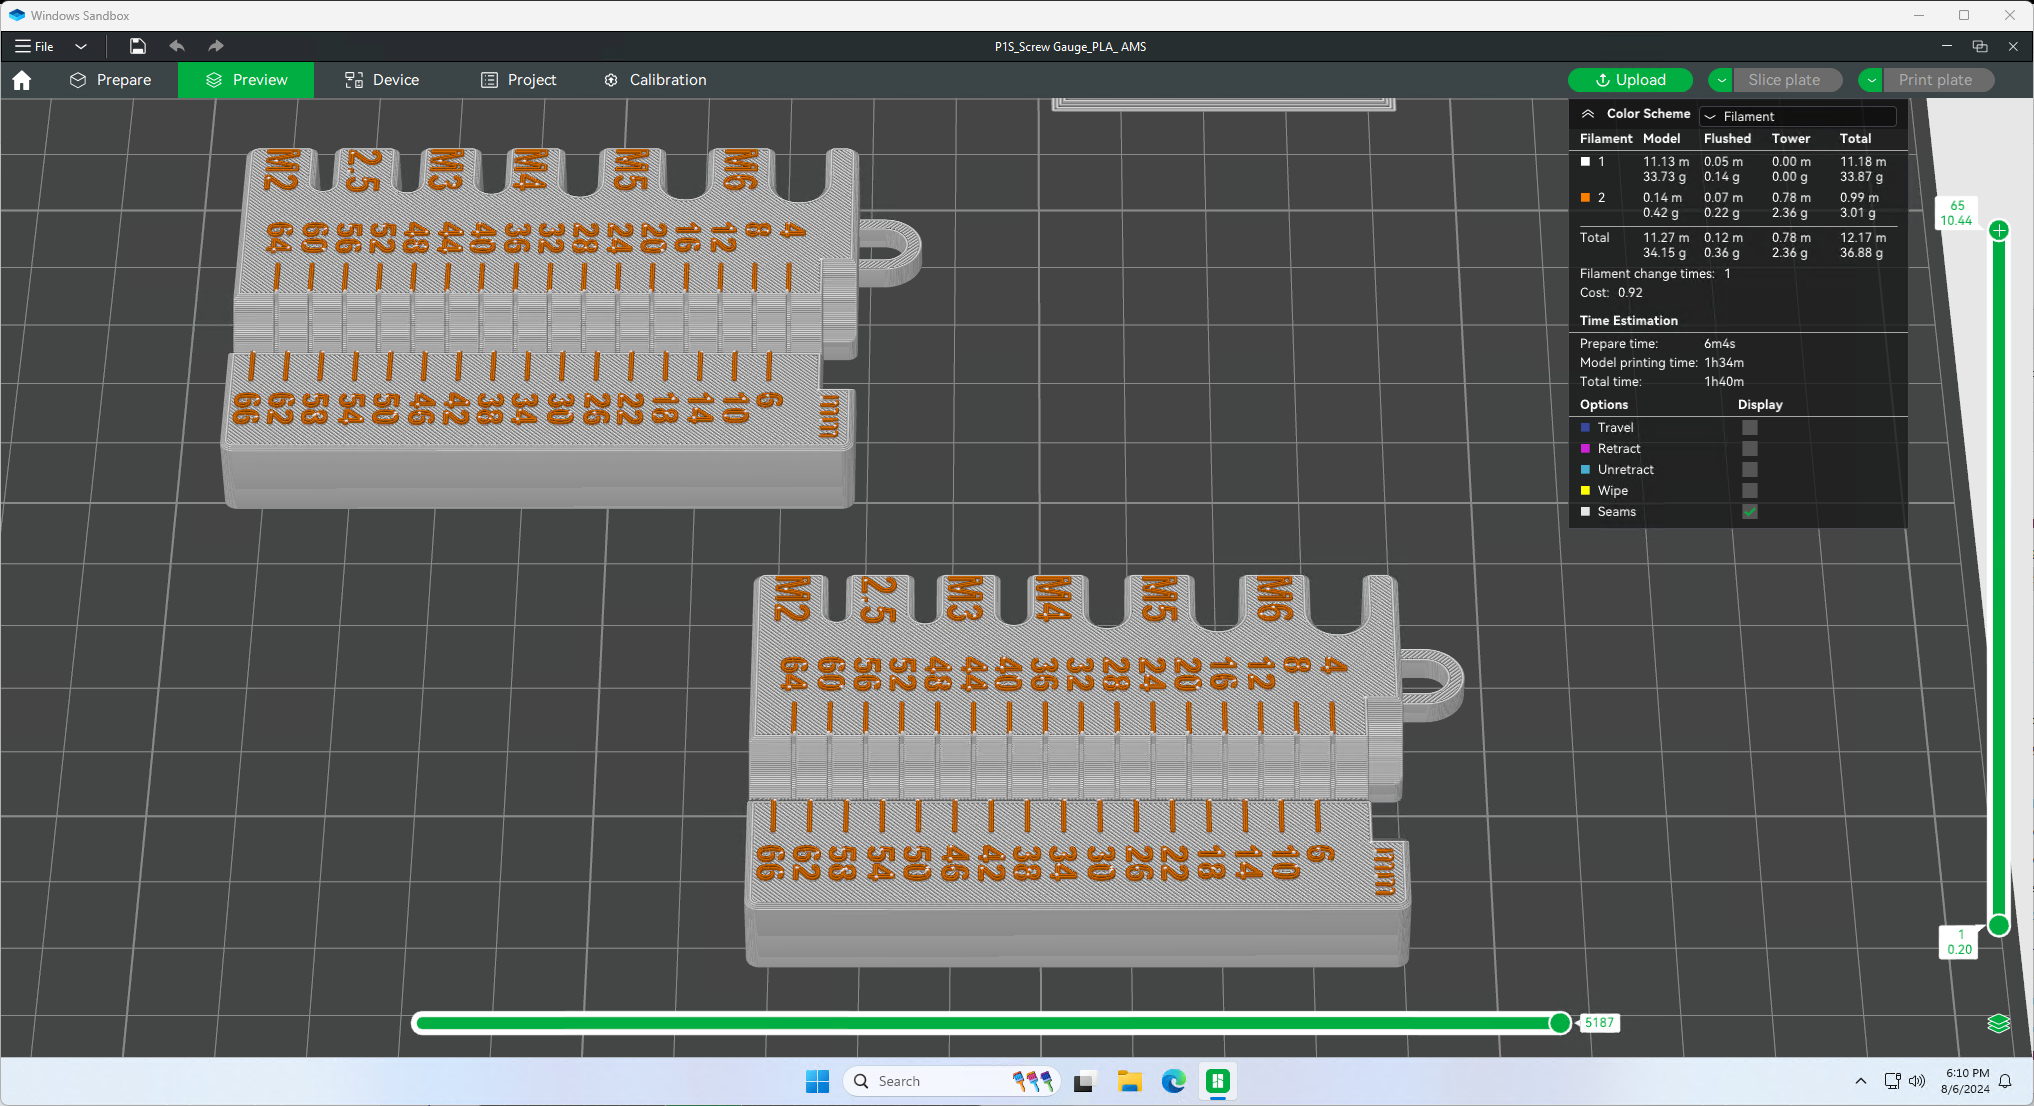 Windows Sandbox
File
P1S_Screw Gauge_PLA_ AMS
Prepare
Preview
Device
Project
Calibration
Upload
Slice plate
Print plate
Color Scheme
Filament
Filament Model Flushed Tower Total
1 11.13 m 0.05 m 0.00 m 11.18 m
33.73 g 0.14 g 0.00 g 33.87 g
2 0.14 m 0.07 m 0.78 m 0.99 m
0.42 g 0.22 g 2.36 g 3.01 g
Total 11.27 m 0.12 m 0.78 m 12.17 m
34.15 g 0.36 g 2.36 g 36.88 g
Filament change times: 1
Cost: 0.92
Time Estimation
Prepare time: 6m4s
Model printing time: 1h34m
Total time: 1h40m
Options Display
Travel
Retract
Unretract
Wipe
Seams
65
10.44
M2 2.5 M3 M4 M5 M6
64 60 56 52 48 44 40 36 32 28 24 20 16 12 8 4
66 62 58 54 50 46 42 38 34 30 26 22 18 14 10 6
mm
M2 2.5 M3 M4 M5 M6
64 60 56 52 48 44 40 36 32 28 24 20 16 12 8 4
66 62 58 54 50 46 42 38 34 30 26 22 18 14 10 6
mm
1
0.20
5187
Search
6:10 PM
8/6/2024